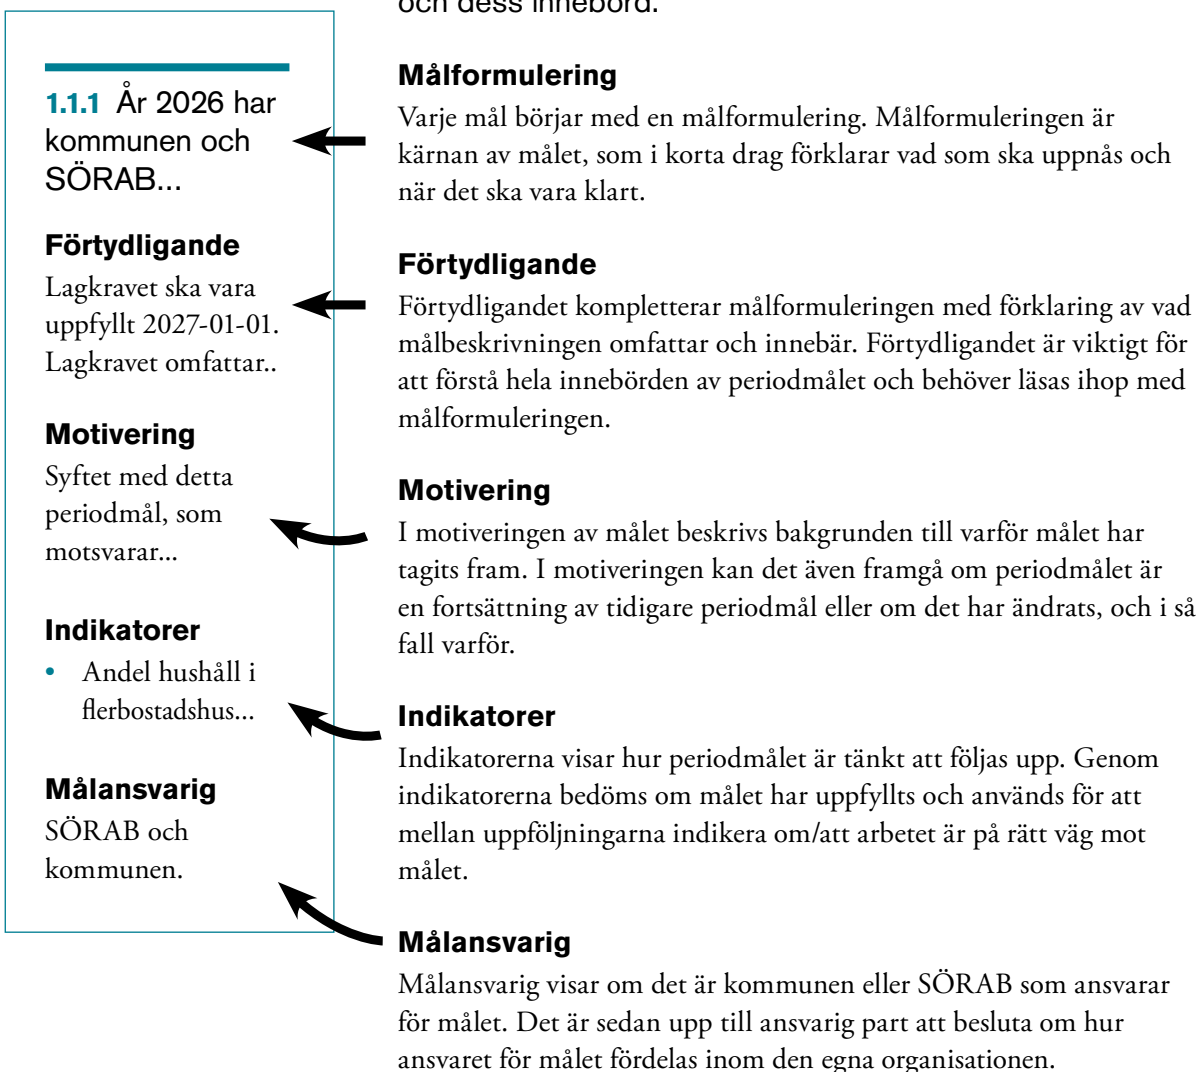 och dess innebörd.
1.1.1 År 2026 har
kommunen och
SÖRAB...
Förtydligande
Lagkravet ska vara
uppfyllt 2027-01-01.
Lagkravet omfattar..
Motivering
Syftet med detta
periodmål, som
motsvarar...
Indikatorer
• Andel hushåll i
flerbostadshus...
Målansvarig
SÖRAB och
kommunen.
Målformulering
Varje mål börjar med en målformulering. Målformuleringen är
kärnan av målet, som i korta drag förklarar vad som ska uppnås och
när det ska vara klart.
Förtydligande
Förtydligandet kompletterar målformuleringen med förklaring av vad
målbeskrivningen omfattar och innebär. Förtydligandet är viktigt för
att förstå hela innebörden av periodmålet och behöver läsas ihop med
målformuleringen.
Motivering
I motiveringen av målet beskrivs bakgrunden till varför målet har
tagits fram. I motiveringen kan det även framgå om periodmålet är
en fortsättning av tidigare periodmål eller om det har ändrats, och i så
fall varför.
Indikatorer
Indikatorerna visar hur periodmålet är tänkt att följas upp. Genom
indikatorerna bedöms om målet har uppfyllts och används för att
mellan uppföljningarna indikera om/att arbetet är på rätt väg mot
målet.
Målansvarig
Målansvarig visar om det är kommunen eller SÖRAB som ansvarar
för målet. Det är sedan upp till ansvarig part att besluta om hur
ansvaret för målet fördelas inom den egna organisationen.